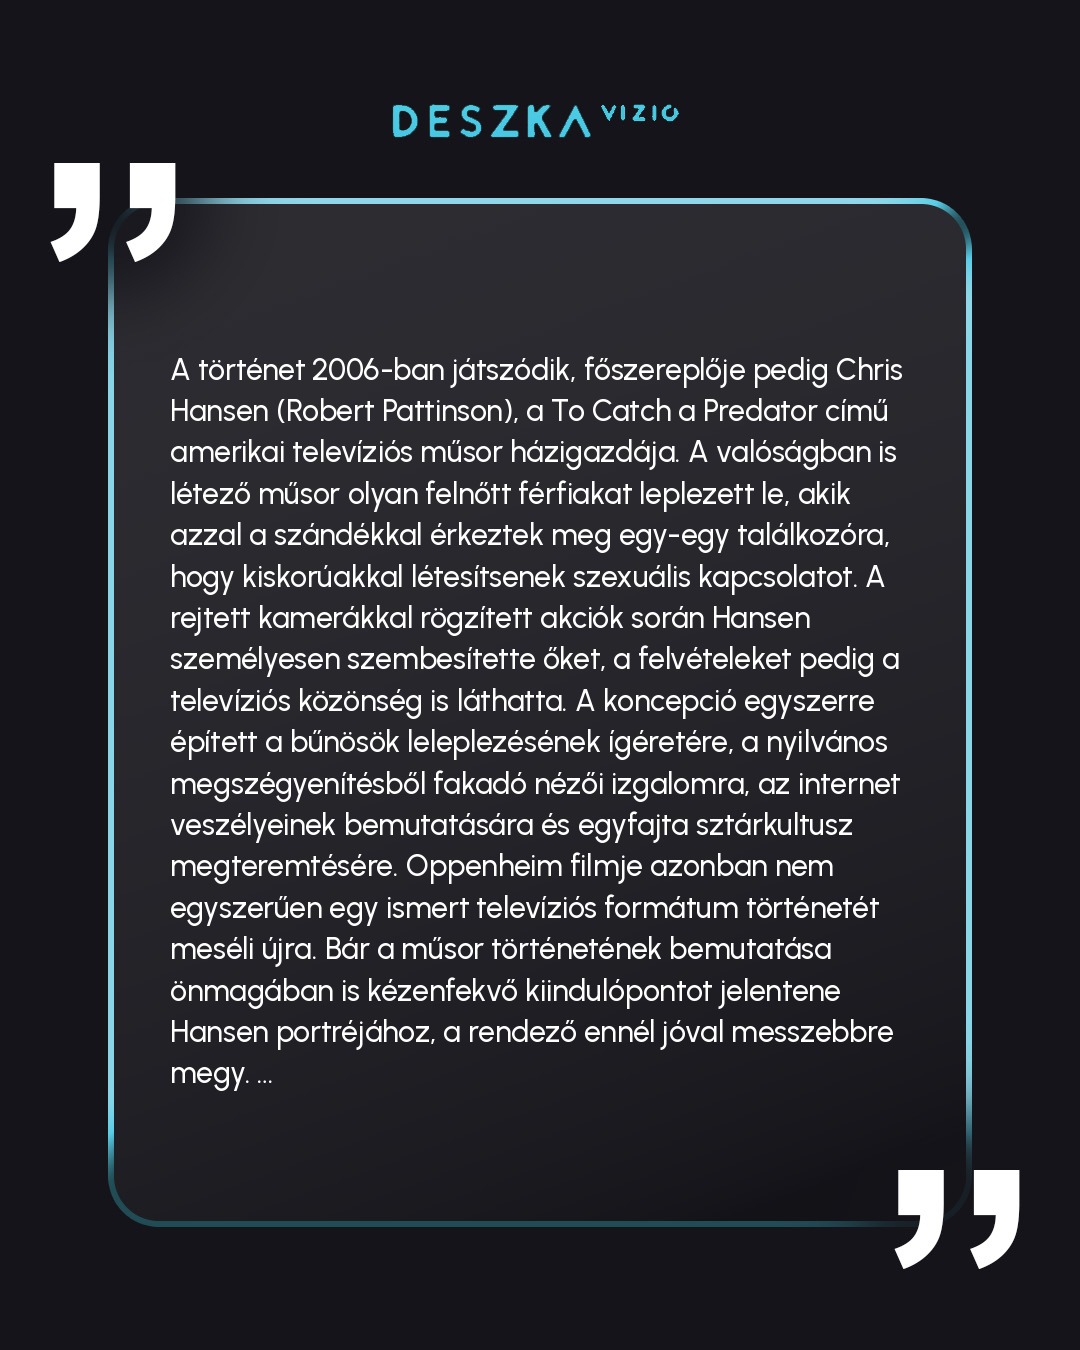 DESZKA VIZIO
”
A történet 2006-ban játszódik, főszereplője pedig Chris
Hansen (Robert Pattinson), a To Catch a Predator című
amerikai televíziós műsor házigazdája. A valóságban is
létező műsor olyan felnőtt férfiakat leplezett le, akik
azzal a szándékkal érkeztek meg egy-egy találkozóra,
hogy kiskorúakkal létesítsenek szexuális kapcsolatot. A
rejtett kamerákkal rögzített akciók során Hansen
személyesen szembesítette őket, a felvételeket pedig a
televíziós közönség is láthatta. A koncepció egyszerre
épített a bűnösök leleplezésének ígéretére, a nyilvános
megszégyenítésből fakadó nézői izgalomra, az internet
veszélyeinek bemutatására és egyfajta sztárkultusz
megteremtésére. Oppenheim filmje azonban nem
egyszerűen egy ismert televíziós formátum történetét
meséli újra. Bár a műsor történetének bemutatása
önmagában is kézenfekvő kiindulópontot jelentene
Hansen portréjához, a rendező ennél jóval messzebbre
megy. ...
”